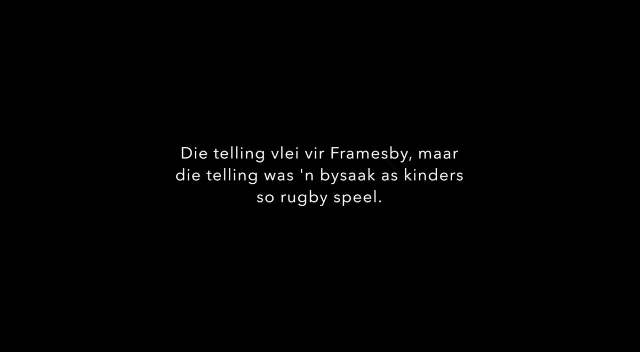 Die telling vlei vir Framesby, maar
die telling was 'n bysaak as kinders
so rugby speel.